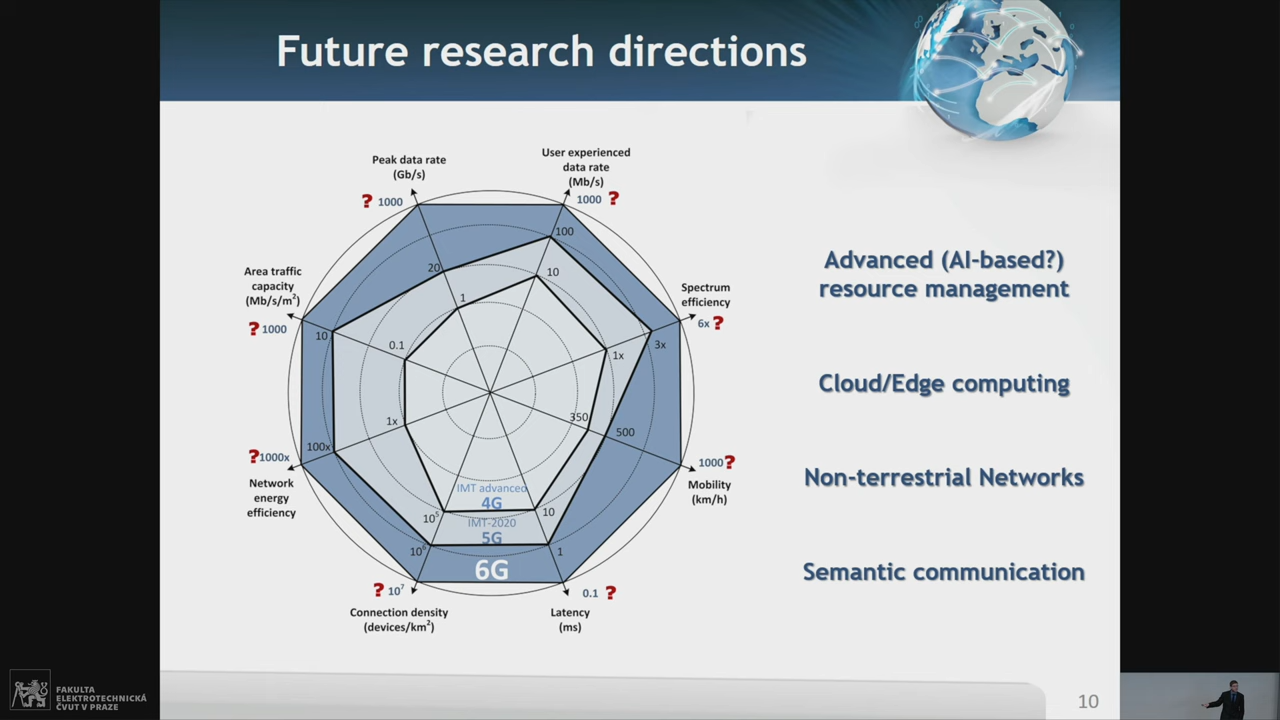 Future research directions
Peak data rate
(Gb/s)
User experienced
data rate
(Mb/s)
? 1000
1000 ?
100
Area traffic
capacity
(Mb/s/m²)
20
10
Spectrum
efficiency
1
6x ?
? 1000
10
0.1
1x
3x
Advanced (AI-based?)
resource management
Cloud/Edge computing
Non-terrestrial Networks
Semantic communication
1x
350
500
100x
?1000x
1000?
Network
energy
efficiency
Mobility
(km/h)
IMT advanced
4G
10⁵
10
IMT-2020
5G
10⁶
1
6G
? 10⁷
0.1 ?
Connection density
(devices/km²)
Latency
(ms)
FAKULTA
ELEKTROTECHNICKÁ
ČVUT V PRAZE
10